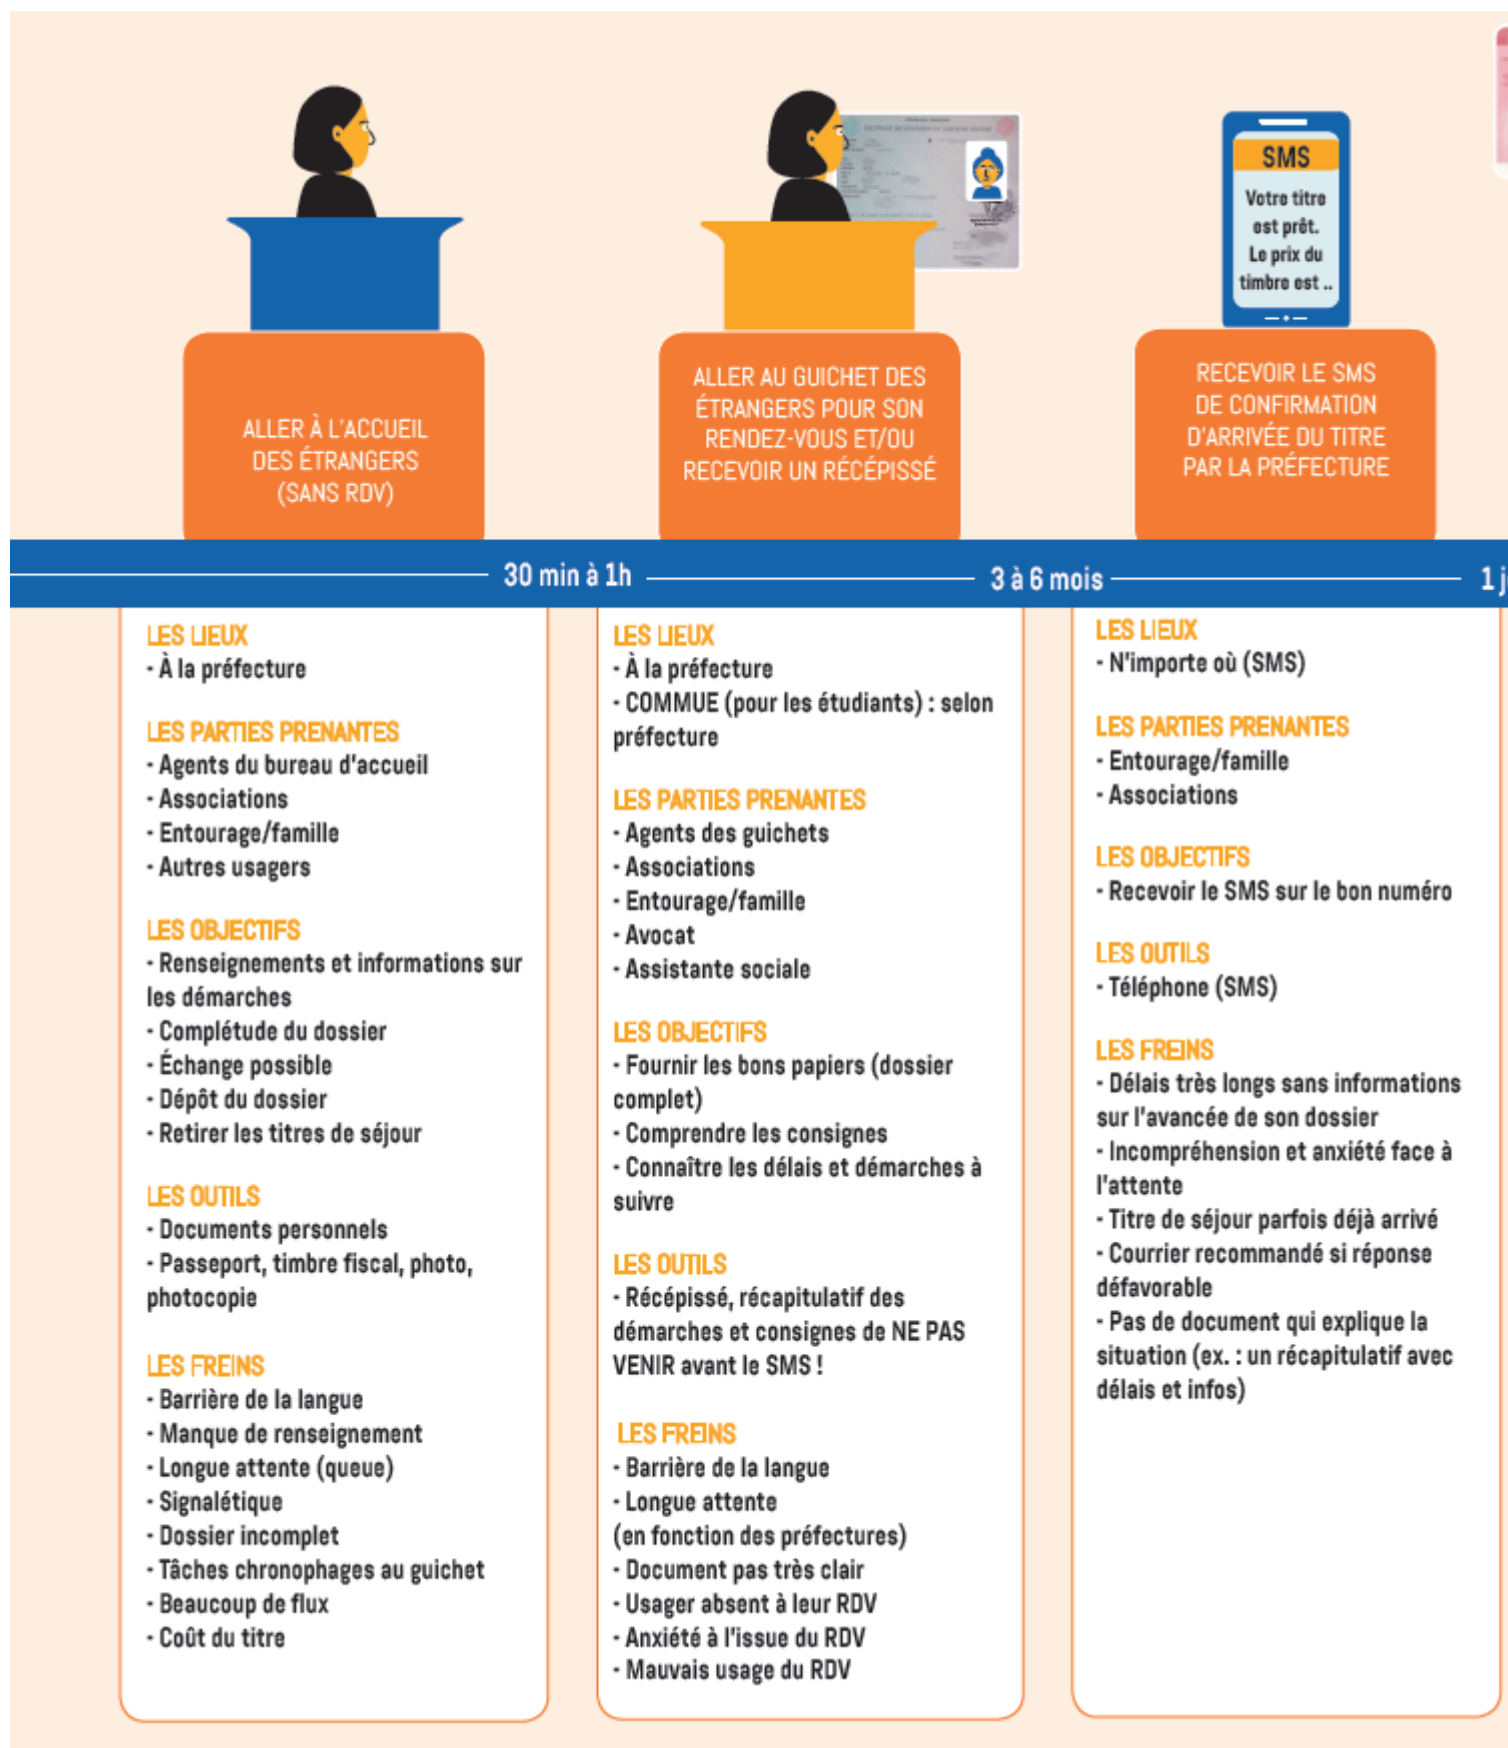 SMS
Votre titre
est prêt.
Le prix du
timbre est ..
ALLER À L'ACCUEIL
DES ÉTRANGERS
(SANS RDV)
ALLER AU GUICHET DES
ÉTRANGERS POUR SON
RENDEZ-VOUS ET/OU
RECEVOIR UN RÉCÉPISSÉ
RECEVOIR LE SMS
DE CONFIRMATION
D'ARRIVÉE DU TITRE
PAR LA PRÉFECTURE
30 min à 1h
3 à 6 mois
1 j
LES LIEUX
- À la préfecture
LES PARTIES PRENANTES
- Agents du bureau d'accueil
- Associations
- Entourage/famille
- Autres usagers
LES OBJECTIFS
- Renseignements et informations sur
les démarches
- Complétude du dossier
- Échange possible
- Dépôt du dossier
- Retirer les titres de séjour
LES OUTILS
- Documents personnels
- Passeport, timbre fiscal, photo,
photocopie
LES FREINS
- Barrière de la langue
- Manque de renseignement
- Longue attente (queue)
- Signalétique
- Dossier incomplet
- Tâches chronophages au guichet
- Beaucoup de flux
- Coût du titre
LES LIEUX
- À la préfecture
- COMMUE (pour les étudiants) : selon
préfecture
LES PARTIES PRENANTES
- Agents des guichets
- Associations
- Entourage/famille
- Avocat
- Assistante sociale
LES OBJECTIFS
- Fournir les bons papiers (dossier
complet)
- Comprendre les consignes
- Connaître les délais et démarches à
suivre
LES OUTILS
- Récépissé, récapitulatif des
démarches et consignes de NE PAS
VENIR avant le SMS !
LES FREINS
- Barrière de la langue
- Longue attente
(en fonction des préfectures)
- Document pas très clair
- Usager absent à leur RDV
- Anxiété à l'issue du RDV
- Mauvais usage du RDV
LES LIEUX
- N'importe où (SMS)
LES PARTIES PRENANTES
- Entourage/famille
- Associations
LES OBJECTIFS
- Recevoir le SMS sur le bon numéro
LES OUTILS
- Téléphone (SMS)
LES FREINS
- Délais très longs sans informations
sur l'avancée de son dossier
- Incompréhension et anxiété face à
l'attente
- Titre de séjour parfois déjà arrivé
- Courrier recommandé si réponse
défavorable
- Pas de document qui explique la
situation (ex. : un récapitulatif avec
délais et infos)